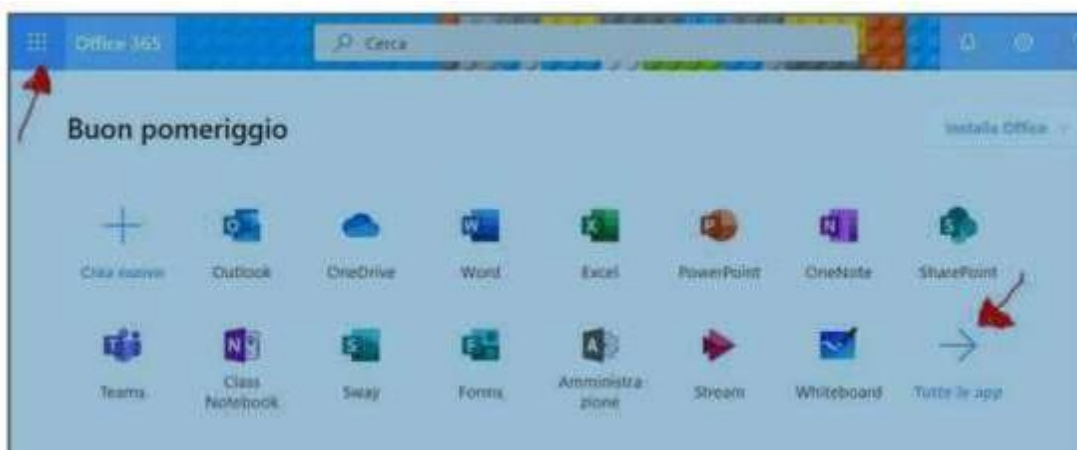 Office 365
Cerca
Buon pomeriggio
Installa Office
Crea nuovo
Outlook
OneDrive
Word
Excel
PowerPoint
OneNote
SharePoint
Teams
Class
Notebook
Sway
Forms
Amministra
zione
Stream
Whiteboard
Tutte le app